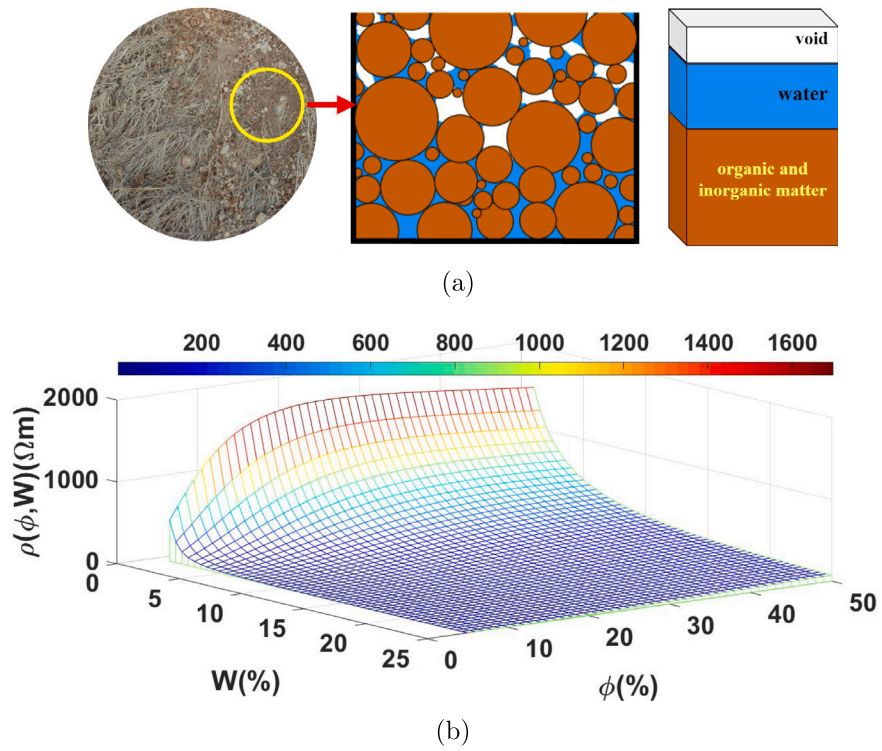 void
water
organic and
inorganic matter
(a)
200 400 600 800 1000 1200 1400 1600
ρ(ϕ,W)(Ωm)
2000
1000
0
0
5
10
15
20
25
W(%)
0
10
20
30
40
50
ϕ(%)
(b)